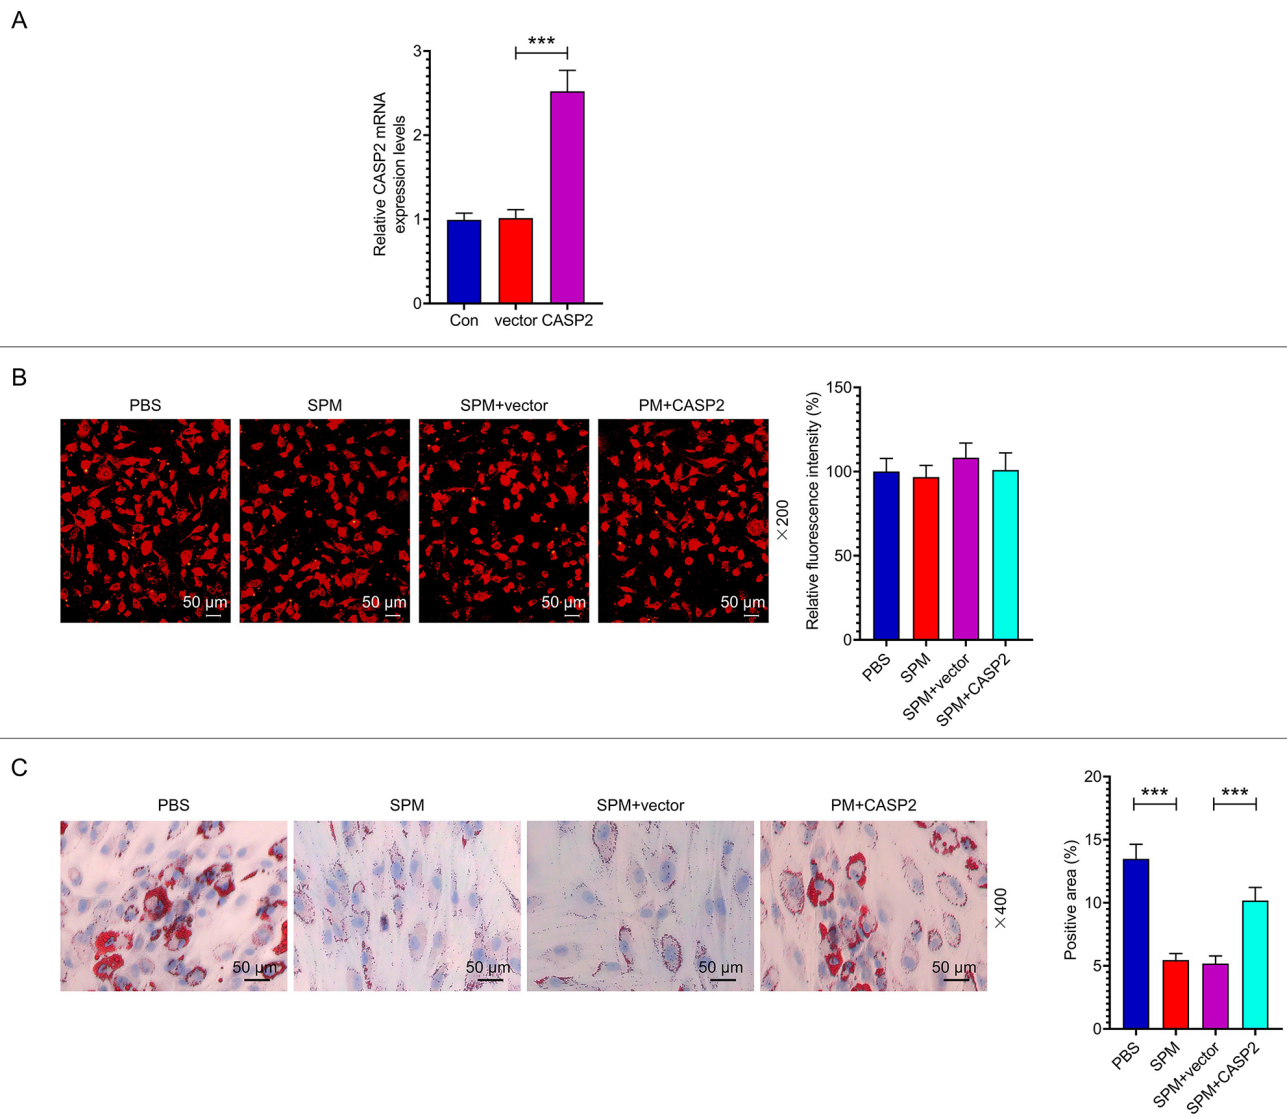 A
Relative CASP2 mRNA
expression levels
3
2
1
0
***
Con vector CASP2
B
PBS SPM SPM+vector PM+CASP2
50 μm 50 μm 50 μm 50 μm
×200
Relative fluorescence intensity (%)
150
100
50
0
PBS
SPM
SPM+vector
SPM+CASP2
C
PBS SPM SPM+vector PM+CASP2
50 μm 50 μm 50 μm 50 μm
×400
Positive area (%)
20
15
10
5
0
*** ***
PBS
SPM
SPM+vector
SPM+CASP2